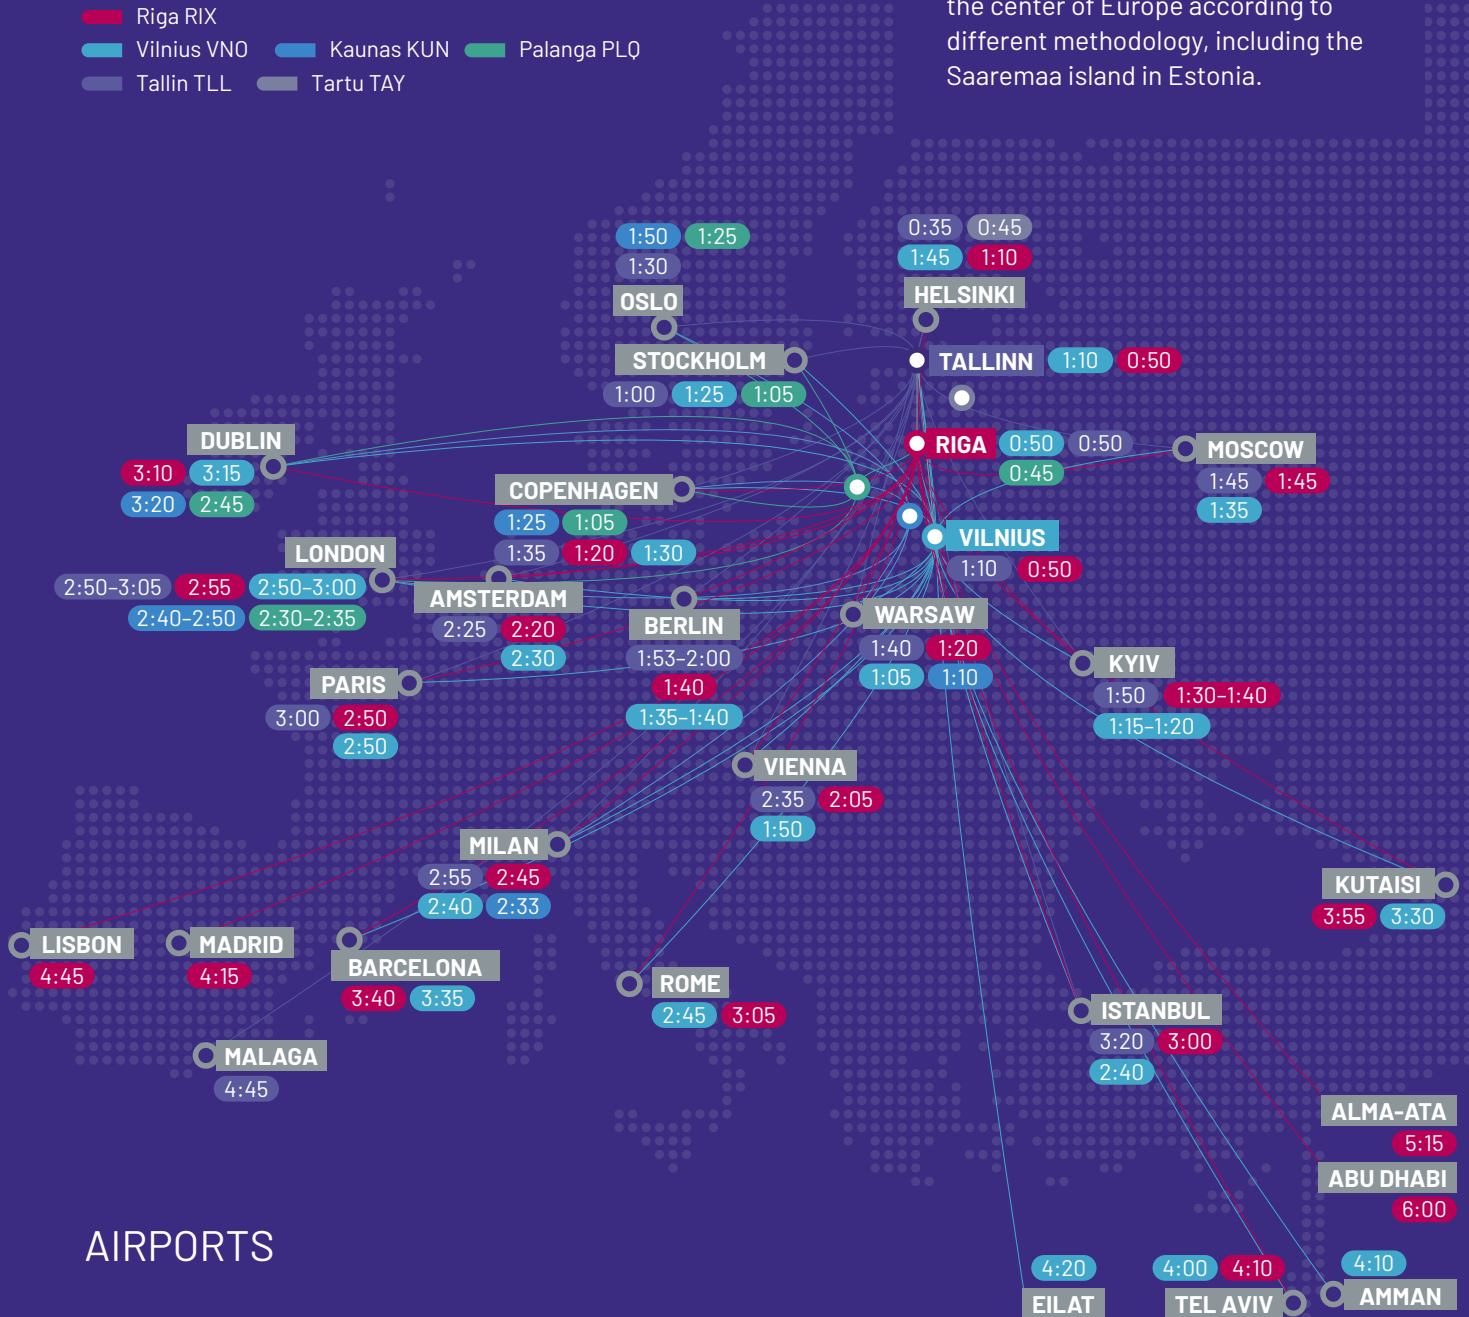 Riga RIX
Vilnius VNO Kaunas KUN Palanga PLQ
Tallin TLL Tartu TAY
the center of Europe according to
different methodology, including the
Saaremaa island in Estonia.
1:50 1:25
1:30
OSLO
0:35 0:45
1:45 1:10
HELSINKI
STOCKHOLM
1:00 1:25 1:05
TALLINN 1:10 0:50
DUBLIN
3:10 3:15
3:20 2:45
RIGA 0:50 0:50
0:45
MOSCOW
1:45 1:45
1:35
COPENHAGEN
1:25 1:05
1:35 1:20 1:30
VILNIUS
1:10 0:50
LONDON
2:50–3:05 2:55 2:50–3:00
2:40–2:50 2:30–2:35
AMSTERDAM
2:25 2:20
2:30
BERLIN
1:53–2:00
1:40
1:35–1:40
WARSAW
1:40 1:20
1:05 1:10
KYIV
1:50 1:30–1:40
1:15–1:20
PARIS
3:00 2:50
2:50
VIENNA
2:35 2:05
1:50
MILAN
2:55 2:45
2:40 2:33
KUTAISI
3:55 3:30
LISBON
4:45
MADRID
4:15
BARCELONA
3:40 3:35
ROME
2:45 3:05
ISTANBUL
3:20 3:00
2:40
MALAGA
4:45
ALMA-ATA
5:15
ABU DHABI
6:00
AIRPORTS
4:20
EILAT
4:00 4:10
TEL AVIV
4:10
AMMAN